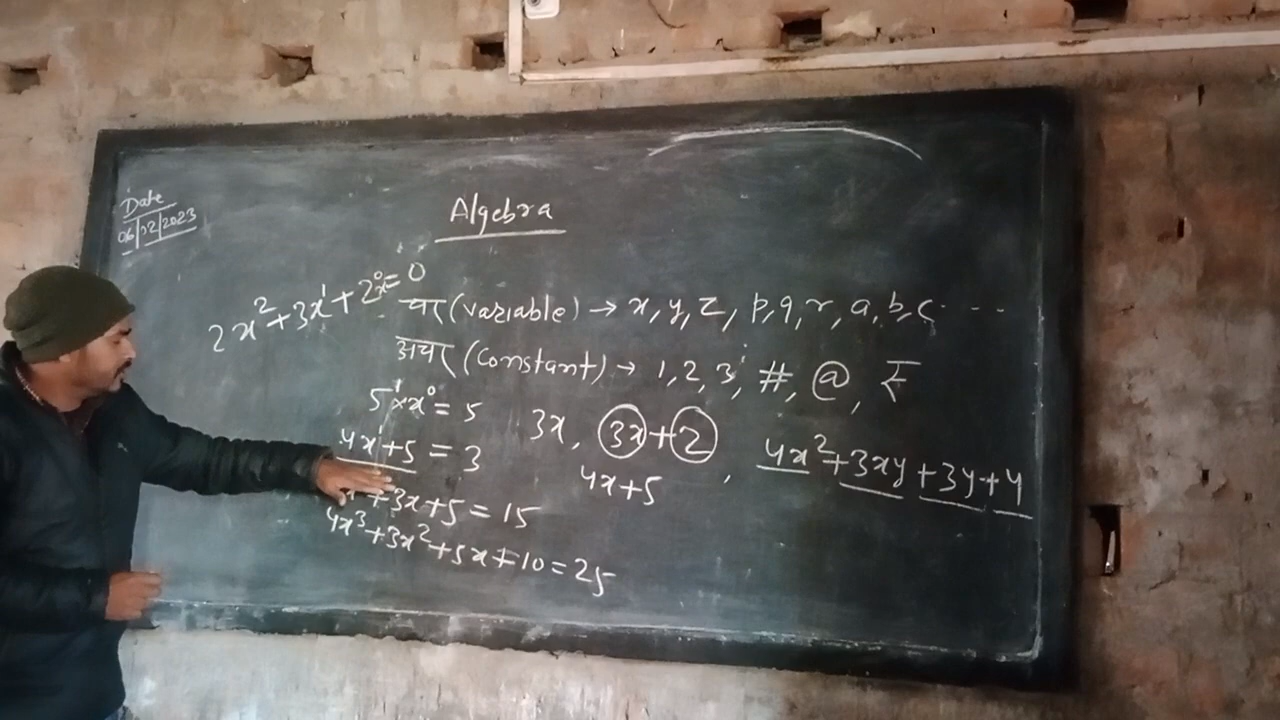 Date
06/12/2023
Algebra
2x²+3x¹+2x⁰=0
चर (variable) → x, y, z, p, q, r, a, b, c - - -
अचर (Constant) → 1, 2, 3, #, @, ₹
5¹×x⁰ = 5
3x, 3x+2
4x¹+5 = 3
4x+5, 4x²+3xy+3y+4
+3x+5 = 15
4x³+3x²+5x+10=25